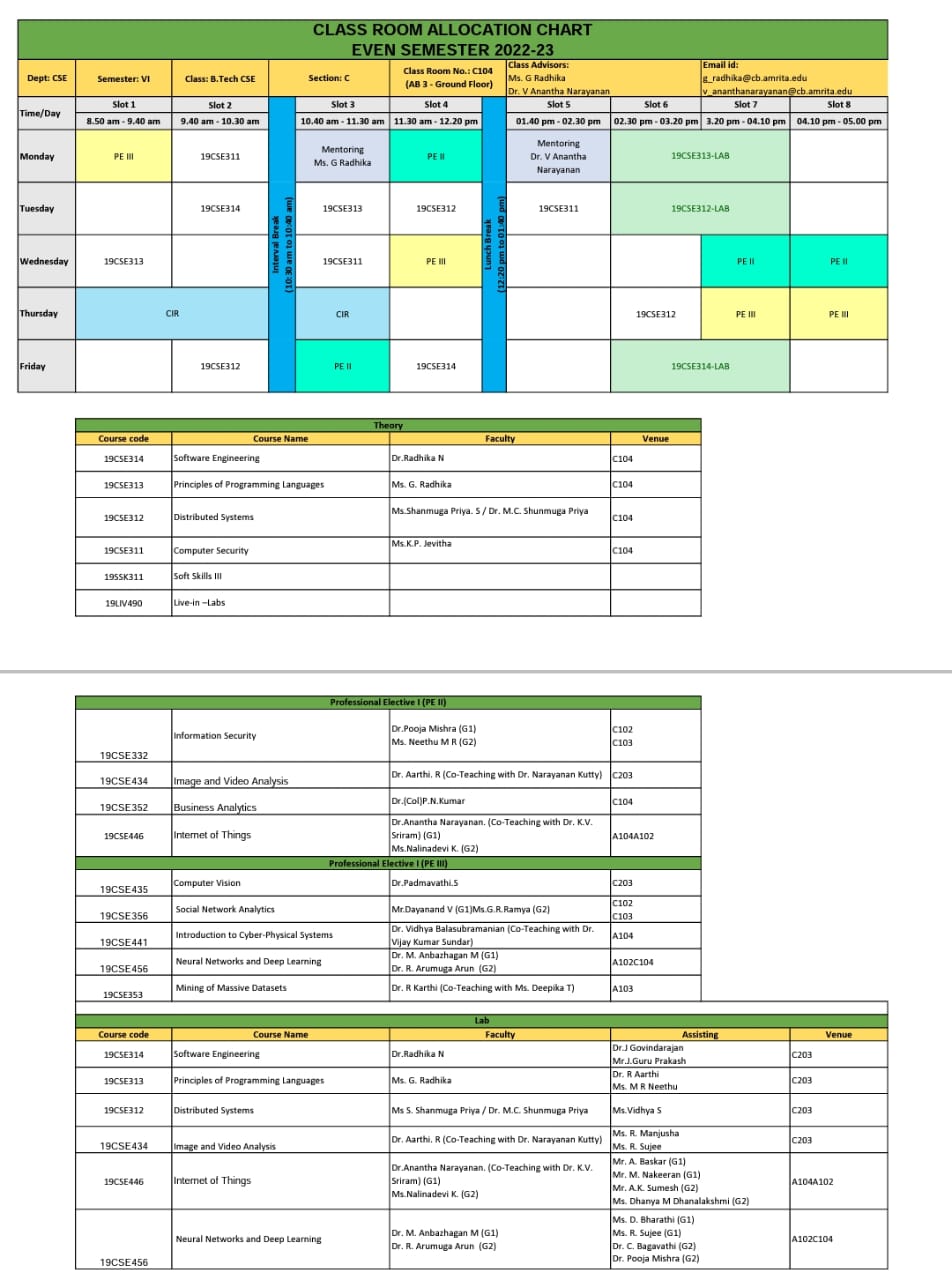 CLASS ROOM ALLOCATION CHART
EVEN SEMESTER 2022-23
Dept: CSE Semester: VI Class: B.Tech CSE Section: C Class Room No.: C104 (AB 3 - Ground Floor) Class Advisors: Ms. G Radhika Dr. V Anantha Narayanan Email id: g_radhika@cb.amrita.edu v_ananthanarayanan@cb.amrita.edu
Time/Day Slot 1 Slot 2 Slot 3 Slot 4 Slot 5 Slot 6 Slot 7 Slot 8
8.50 am - 9.40 am 9.40 am - 10.30 am 10.40 am - 11.30 am 11.30 am - 12.20 pm 01.40 pm - 02.30 pm 02.30 pm - 03.20 pm 3.20 pm - 04.10 pm 04.10 pm - 05.00 pm
Interval Break
(10:30 am to 10:40 am)
Lunch Break
(12:20 pm to 01:40 pm)
Monday PE III 19CSE311 Mentoring Ms. G Radhika PE II Mentoring Dr. V Anantha Narayanan 19CSE313-LAB
Tuesday 19CSE314 19CSE313 19CSE312 19CSE311 19CSE312-LAB
Wednesday 19CSE313 19CSE311 PE III PE II PE II
Thursday CIR CIR 19CSE312 PE III PE III
Friday 19CSE312 PE II 19CSE314 19CSE314-LAB
Theory
Course code Course Name Faculty Venue
19CSE314 Software Engineering Dr.Radhika N C104
19CSE313 Principles of Programming Languages Ms. G. Radhika C104
19CSE312 Distributed Systems Ms.Shanmuga Priya. S / Dr. M.C. Shunmuga Priya C104
19CSE311 Computer Security Ms.K.P. Jevitha C104
19SSK311 Soft Skills III
19LIV490 Live-in –Labs
Professional Elective I (PE II)
19CSE332 Information Security Dr.Pooja Mishra (G1) Ms. Neethu M R (G2) C102 C103
19CSE434 Image and Video Analysis Dr. Aarthi. R (Co-Teaching with Dr. Narayanan Kutty) C203
19CSE352 Business Analytics Dr.(Col)P.N.Kumar C104
19CSE446 Internet of Things Dr.Anantha Narayanan. (Co-Teaching with Dr. K.V. Sriram) (G1) Ms.Nalinadevi K. (G2) A104A102
Professional Elective I (PE III)
19CSE435 Computer Vision Dr.Padmavathi.S C203
19CSE356 Social Network Analytics Mr.Dayanand V (G1)Ms.G.R.Ramya (G2) C102 C103
19CSE441 Introduction to Cyber-Physical Systems Dr. Vidhya Balasubramanian (Co-Teaching with Dr. Vijay Kumar Sundar) A104
19CSE456 Neural Networks and Deep Learning Dr. M. Anbazhagan M (G1) Dr. R. Arumuga Arun (G2) A102C104
19CSE353 Mining of Massive Datasets Dr. R Karthi (Co-Teaching with Ms. Deepika T) A103
Lab
Course code Course Name Faculty Assisting Venue
19CSE314 Software Engineering Dr.Radhika N Dr.J Govindarajan Mr.J.Guru Prakash C203
19CSE313 Principles of Programming Languages Ms. G. Radhika Dr. R Aarthi Ms. M R Neethu C203
19CSE312 Distributed Systems Ms S. Shanmuga Priya / Dr. M.C. Shunmuga Priya Ms.Vidhya S C203
19CSE434 Image and Video Analysis Dr. Aarthi. R (Co-Teaching with Dr. Narayanan Kutty) Ms. R. Manjusha Ms. R. Sujee C203
19CSE446 Internet of Things Dr.Anantha Narayanan. (Co-Teaching with Dr. K.V. Sriram) (G1) Ms.Nalinadevi K. (G2) Mr. A. Baskar (G1) Mr. M. Nakeeran (G1) Mr. A.K. Sumesh (G2) Ms. Dhanya M Dhanalakshmi (G2) A104A102
19CSE456 Neural Networks and Deep Learning Dr. M. Anbazhagan M (G1) Dr. R. Arumuga Arun (G2) Ms. D. Bharathi (G1) Ms. R. Sujee (G1) Dr. C. Bagavathi (G2) Dr. Pooja Mishra (G2) A102C104